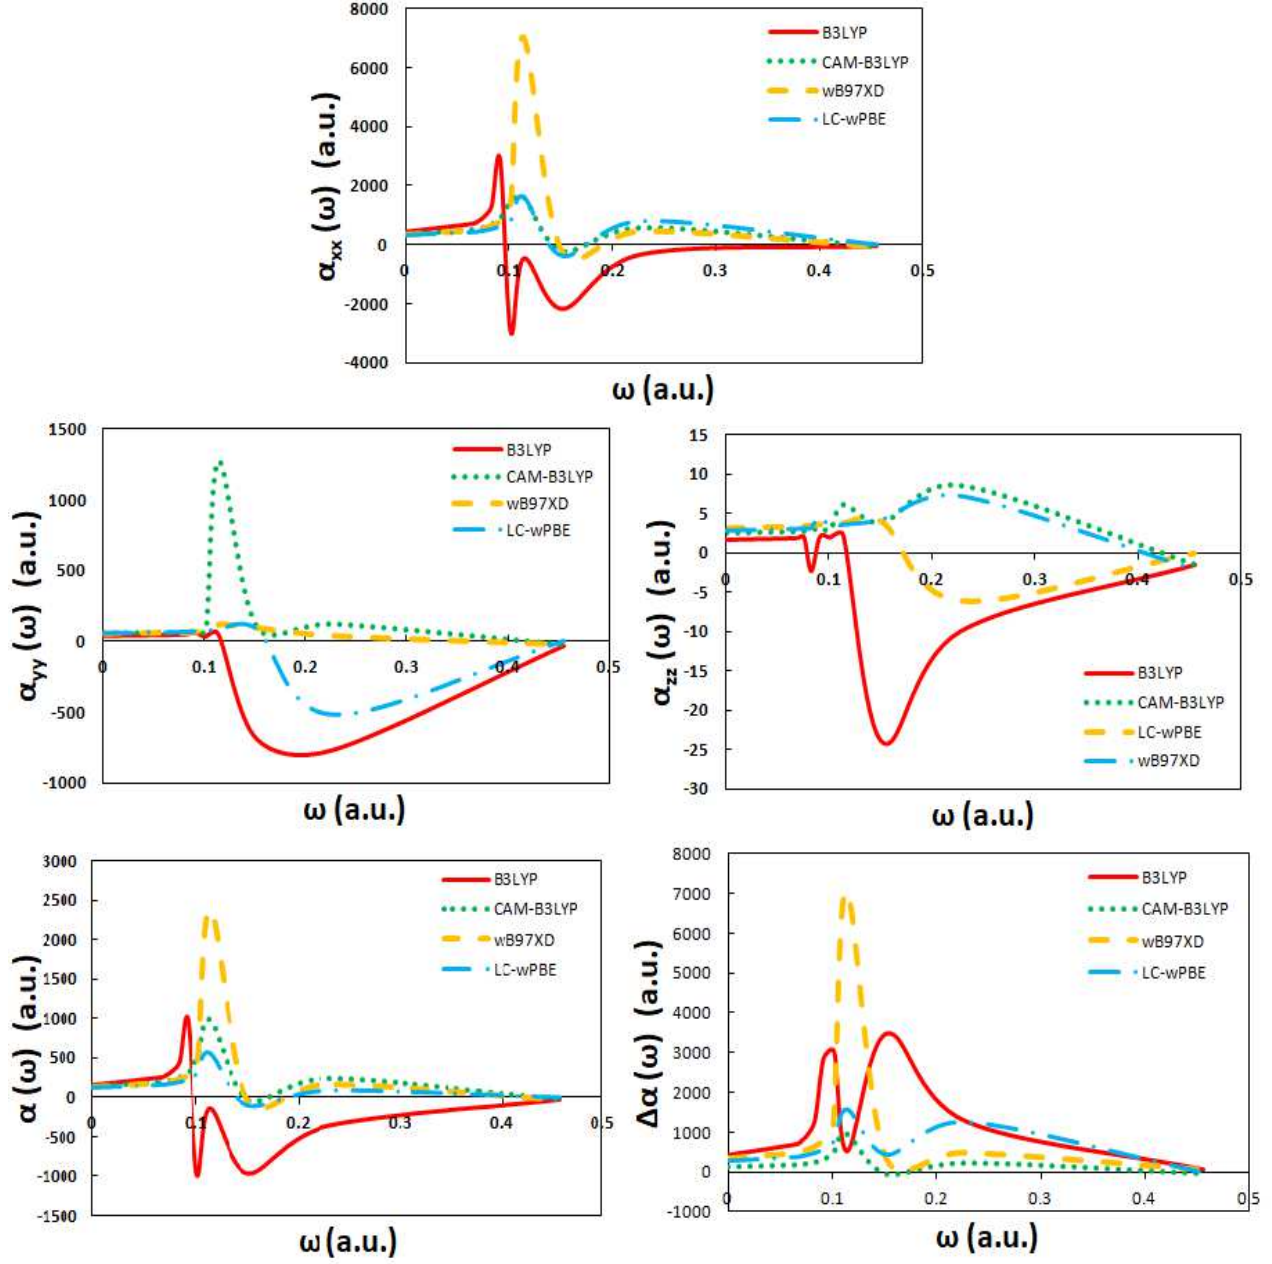 8000
6000
4000
2000
0
-2000
-4000
αxx (ω) (a.u.)
B3LYP
CAM-B3LYP
wB97XD
LC-wPBE
0 0.1 0.2 0.3 0.4 0.5
ω (a.u.)
1500
1000
500
0
-500
-1000
αyy (ω) (a.u.)
B3LYP
CAM-B3LYP
wB97XD
LC-wPBE
0 0.1 0.2 0.3 0.4 0.5
ω (a.u.)
15
10
5
0
-5
-10
-15
-20
-25
-30
αzz (ω) (a.u.)
0 0.1 0.2 0.3 0.4 0.5
B3LYP
CAM-B3LYP
LC-wPBE
wB97XD
ω (a.u.)
3000
2500
2000
1500
1000
500
0
-500
-1000
-1500
α (ω) (a.u.)
B3LYP
CAM-B3LYP
wB97XD
LC-wPBE
0 0.1 0.2 0.3 0.4 0.5
ω (a.u.)
8000
7000
6000
5000
4000
3000
2000
1000
0
-1000
Δα (ω) (a.u.)
B3LYP
CAM-B3LYP
wB97XD
LC-wPBE
0 0.1 0.2 0.3 0.4 0.5
ω (a.u.)